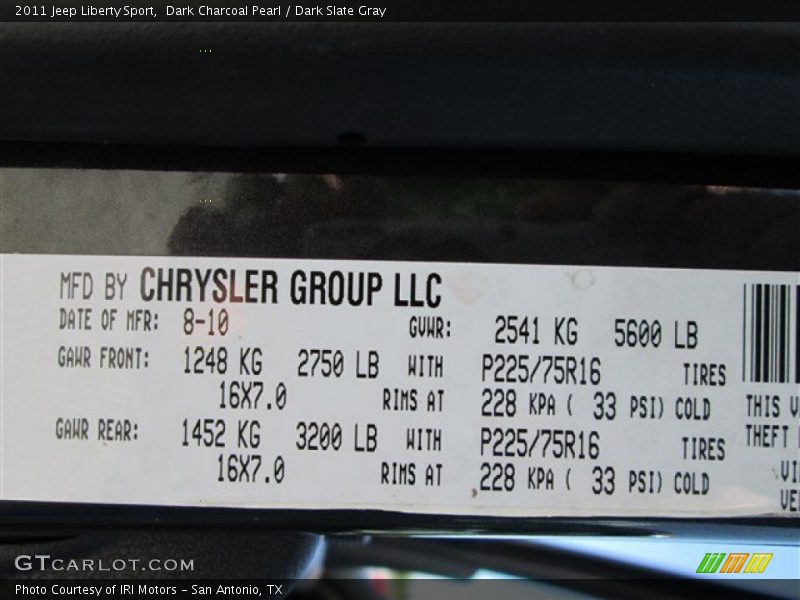 2011 Jeep Liberty Sport,  Dark Charcoal Pearl / Dark Slate Gray
MFD BY CHRYSLER GROUP LLC
DATE OF MFR: 8-10 GVWR: 2541 KG 5600 LB
GAWR FRONT: 1248 KG 2750 LB WITH P225/75R16 TIRES
16X7.0 RIMS AT 228 KPA ( 33 PSI) COLD
THIS
GAWR REAR: 1452 KG 3200 LB WITH P225/75R16 TIRES
THEFT
16X7.0 RIMS AT 228 KPA ( 33 PSI) COLD
GTCARLOT.COM
Photo Courtesy of IRI Motors – San Antonio, TX